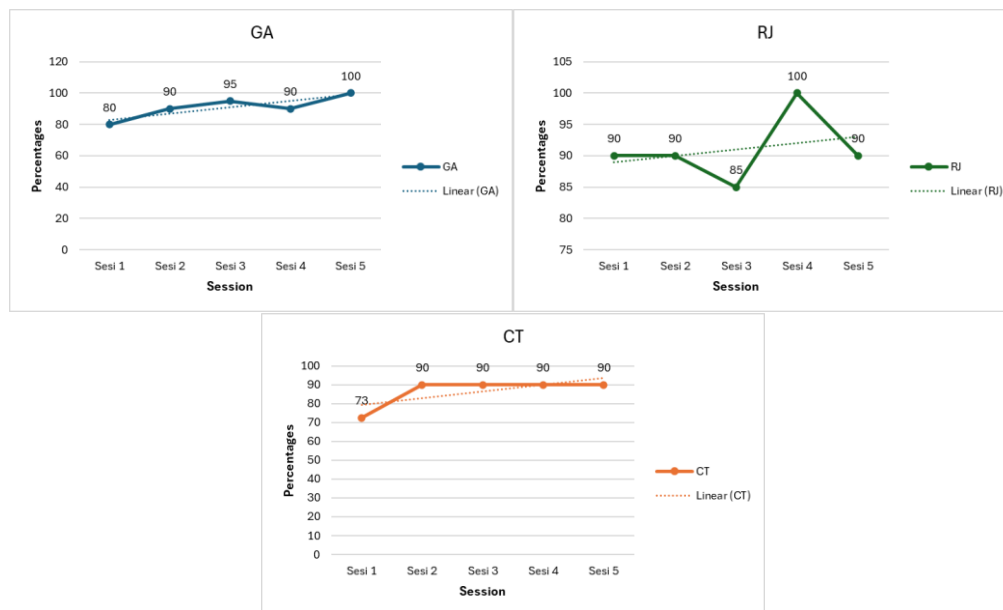 GA
120
100
80
60
40
20
0
Percentages
80
90
95
90
100
Sesi 1 Sesi 2 Sesi 3 Sesi 4 Sesi 5
Session
GA
Linear (GA)
RJ
105
100
95
90
85
80
75
Percentages
90
90
85
100
90
Sesi 1 Sesi 2 Sesi 3 Sesi 4 Sesi 5
Session
RJ
Linear (RJ)
CT
100
90
80
70
60
50
40
30
20
10
0
Percentages
73
90
90
90
90
Sesi 1 Sesi 2 Sesi 3 Sesi 4 Sesi 5
Session
CT
Linear (CT)